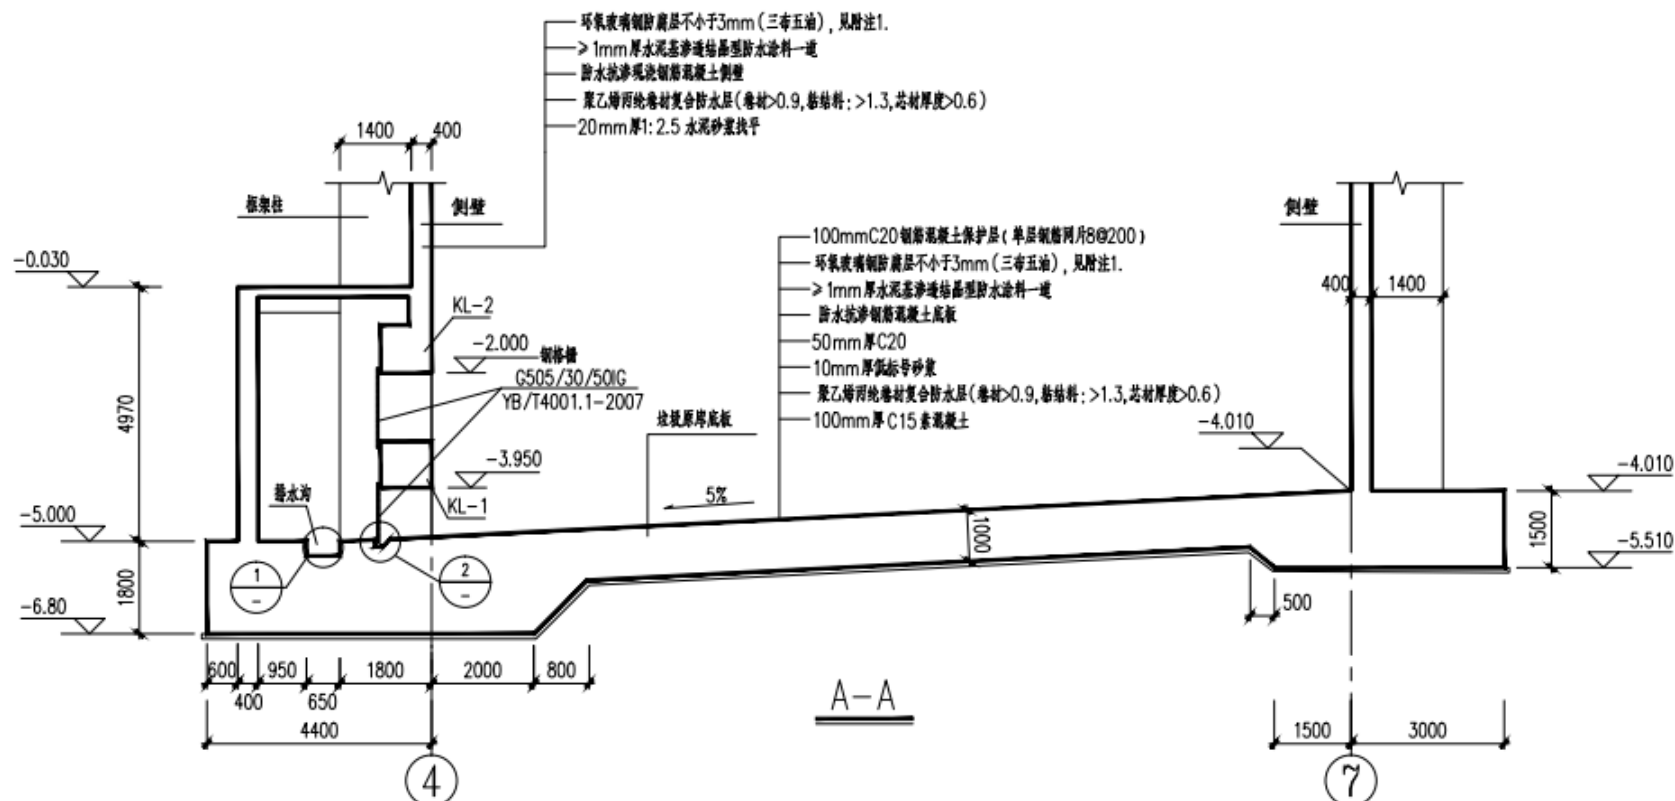 环氧玻璃钢防腐层不小于3mm(三布五油), 见附注1.
≥1mm厚水泥基渗透结晶型防水涂料一道
防水抗渗现浇钢筋混凝土侧壁
聚乙烯丙纶卷材复合防水层(卷材>0.9,粘结料:>1.3,芯材厚度>0.6)
20mm厚1:2.5 水泥砂浆找平
1400
400
框架柱
侧壁
侧壁
100mmC20钢筋混凝土保护层(单层钢筋网片8@200)
环氧玻璃钢防腐层不小于3mm(三布五油), 见附注1.
≥1mm厚水泥基渗透结晶型防水涂料一道
防水抗渗钢筋混凝土底板
50mm厚C20
10mm厚低标号砂浆
聚乙烯丙纶卷材复合防水层(卷材>0.9,粘结料:>1.3,芯材厚度>0.6)
100mm厚C15素混凝土
-0.030
400
1400
KL-2
-2.000
钢格栅
G505/30/50IG
YB/T4001.1-2007
4970
垃圾原库底板
-4.010
-4.010
-3.950
KL-1
5%
-5.000
1000
1500
-5.510
1
-
2
-
1800
-6.80
500
600
400
950
650
1800
2000
800
4400
A-A
1500
3000
4
7